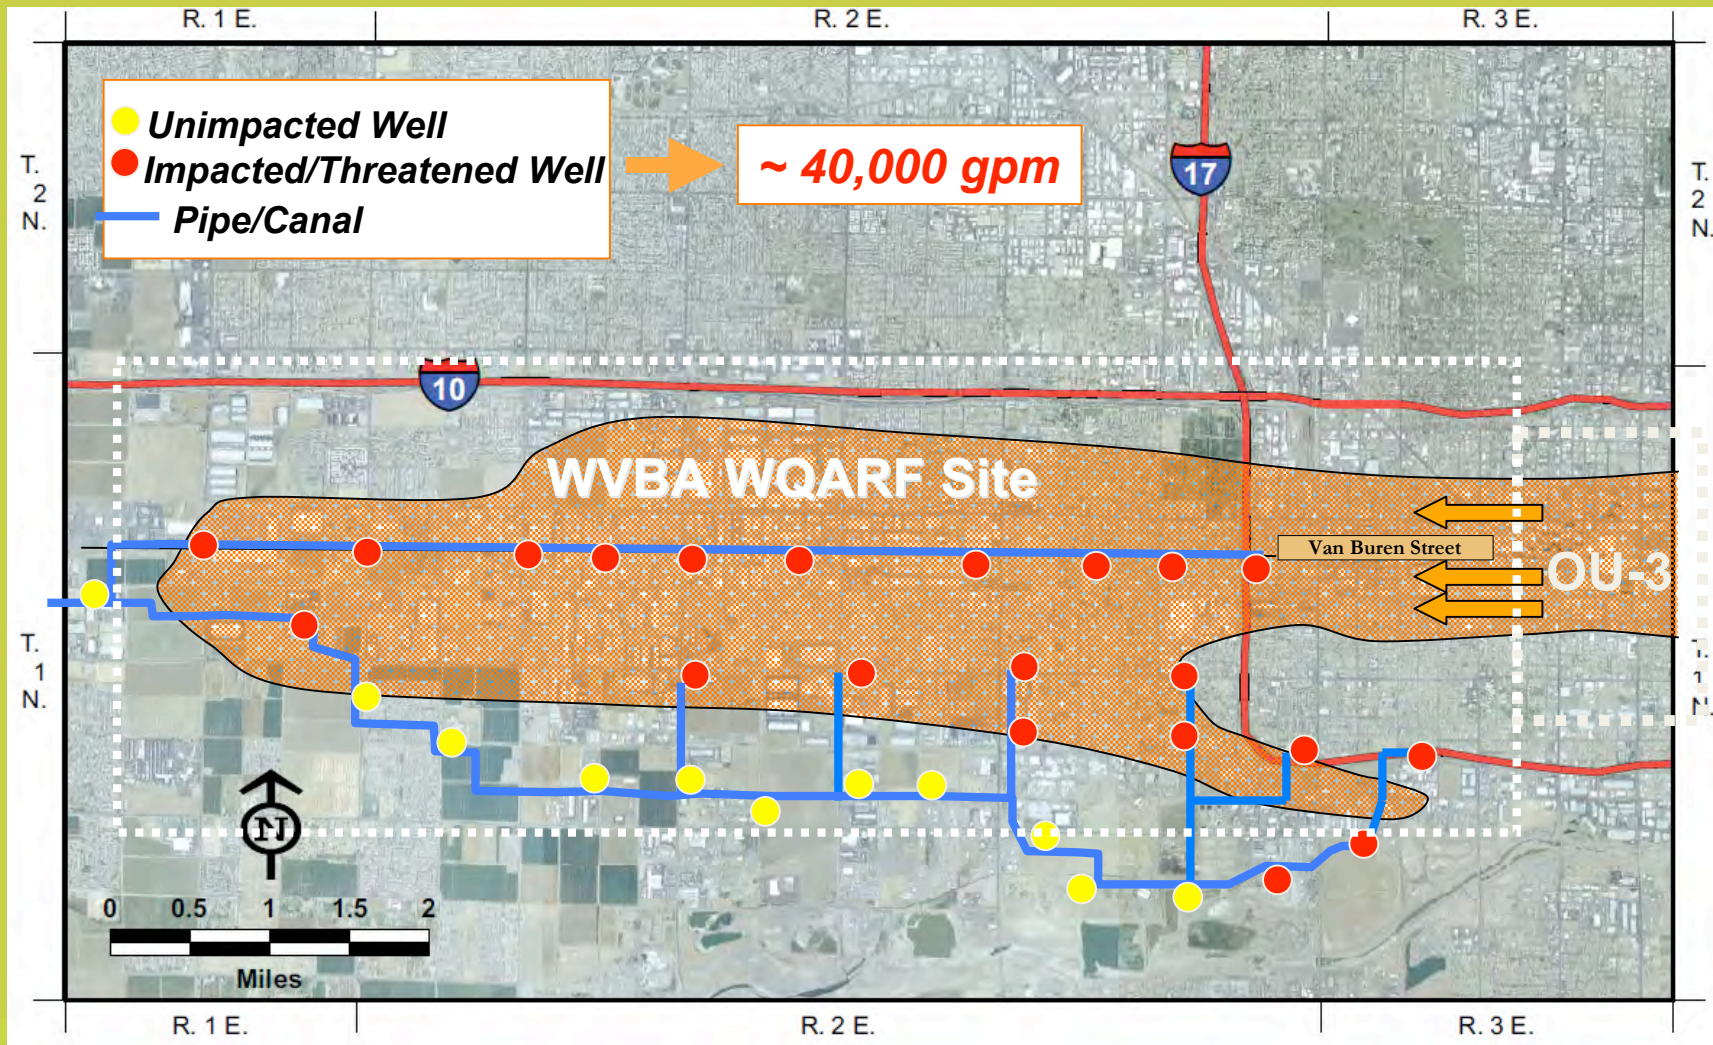 R. 1 E.
R. 2 E.
R. 3 E.
Unimpacted Well
Impacted/Threatened Well
Pipe/Canal
~ 40,000 gpm
17
T.
2
N.
T.
2
N.
10
WVBA WQARF Site
Van Buren Street
OU-3
T.
1
N.
T.
1
N.
N
0 0.5 1 1.5 2
Miles
R. 1 E.
R. 2 E.
R. 3 E.